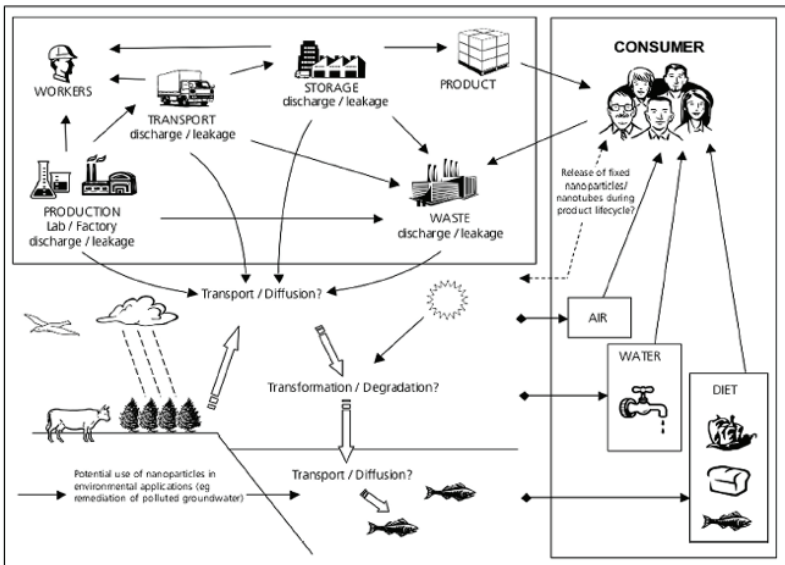 CONSUMER
WORKERS
STORAGE
discharge / leakage
PRODUCT
TRANSPORT
discharge / leakage
Release of fixed
nanoparticles/
nanotubes during
product lifecycle?
PRODUCTION
Lab / Factory
discharge / leakage
WASTE
discharge / leakage
Transport / Diffusion?
AIR
WATER
Transformation / Degradation?
DIET
Potential use of nanoparticles in
environmental applications (eg
remediation of polluted groundwater)
Transport / Diffusion?